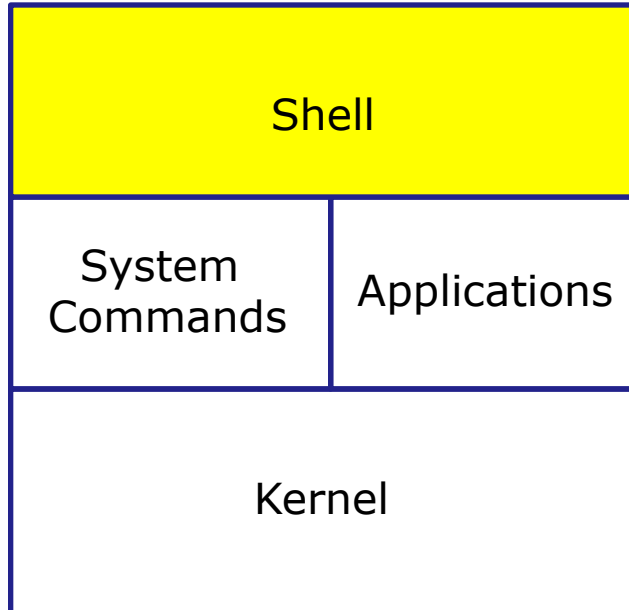 Shell
System
Commands
Applications
Kernel